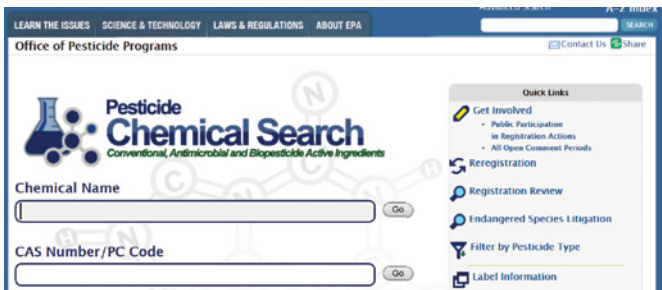 Advanced Search A-Z Index
LEARN THE ISSUES SCIENCE & TECHNOLOGY LAWS & REGULATIONS ABOUT EPA SEARCH
Office of Pesticide Programs Contact Us Share
Pesticide
Chemical Search
Conventional, Antimicrobial and Biopesticide Active Ingredients
Chemical Name
Go
CAS Number/PC Code
Go
Quick Links
Get Involved
· Public Participation
in Registration Actions
· All Open Comment Periods
Reregistration
Registration Review
Endangered Species Litigation
Filter by Pesticide Type
Label Information
N
C
C
H
H
N